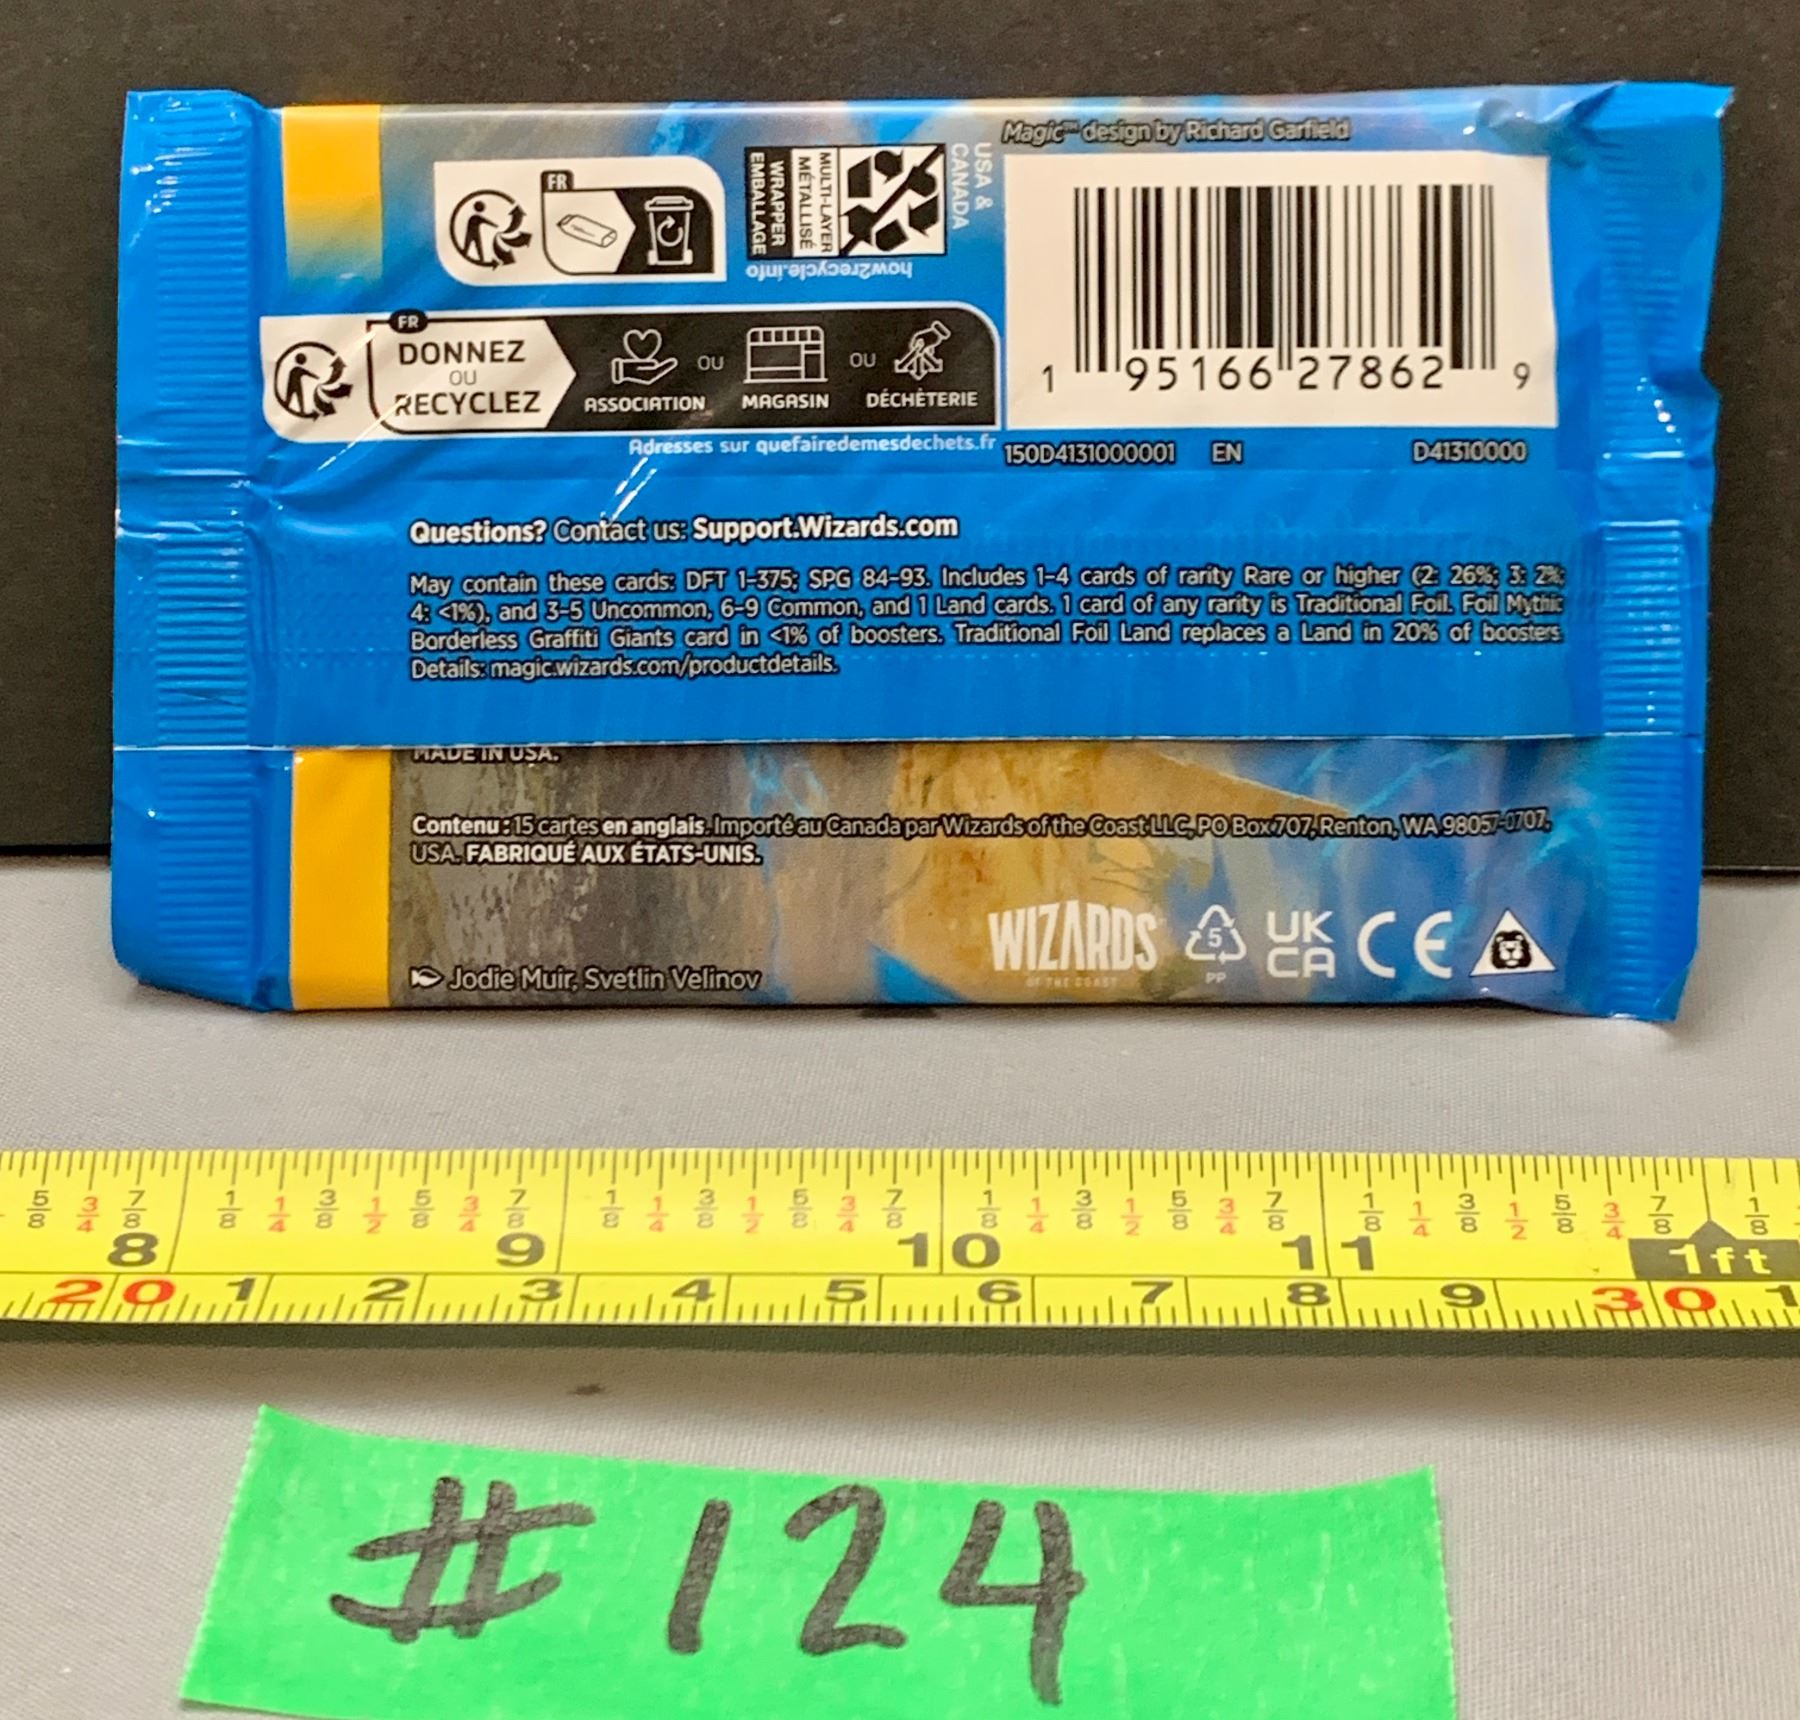 Magic™ design by Richard Garfield
FR
USA &
CANADA
MULTI-LAYER
MÉTALLISÉ
WRAPPER
EMBALLAGE
how2recycle.info
1 95166 27862 9
FR
DONNEZ
OU
RECYCLEZ
ASSOCIATION OU MAGASIN OU DÉCHÈTERIE
Adresses sur quefairedemesdechets.fr
150D4131000001 EN D41310000
Questions? Contact us: Support.Wizards.com
May contain these cards: DFT 1-375; SPG 84-93. Includes 1-4 cards of rarity Rare or higher (2: 26%; 3: 2%;
4: <1%), and 3-5 Uncommon, 6-9 Common, and 1 Land cards. 1 card of any rarity is Traditional Foil. Foil Mythic
Borderless Graffiti Giants card in <1% of boosters. Traditional Foil Land replaces a Land in 20% of boosters.
Details: magic.wizards.com/productdetails.
MADE IN USA.
Contenu : 15 cartes en anglais. Importé au Canada par Wizards of the Coast LLC, PO Box 707, Renton, WA 98057-0707,
USA. FABRIQUÉ AUX ÉTATS-UNIS.
WIZARDS
OF THE COAST
5
PP
UK
CA
CE
Jodie Muir, Svetlin Velinov
5/8 3/4 7/8 1/8 1/4 3/8 1/2 5/8 3/4 7/8 1/8 1/4 3/8 1/2 5/8 3/4 7/8 1/8 1/4 3/8 1/2 5/8 3/4 7/8 1/8 1/4 3/8 1/2 5/8 3/4 7/8 1/8
8 9 10 11 1ft
20 1 2 3 4 5 6 7 8 9 30 1
#124